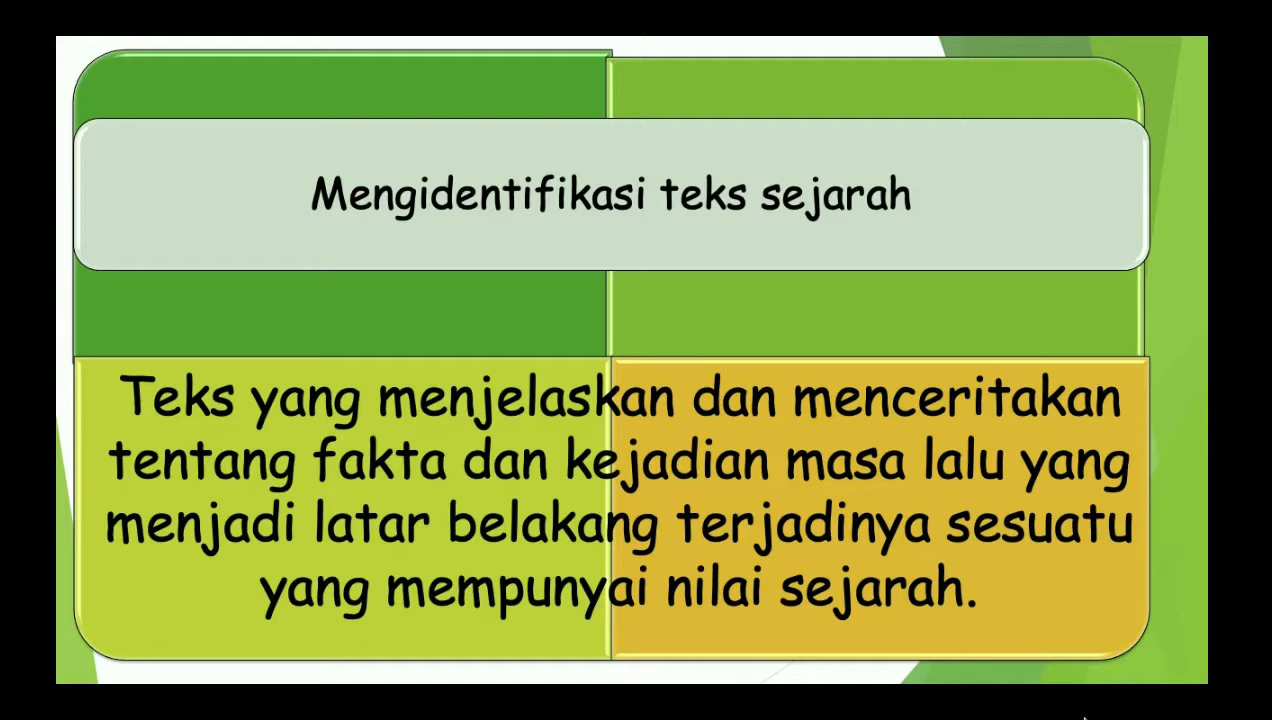 Mengidentifikasi teks sejarah
Teks yang menjelaskan dan menceritakan
tentang fakta dan kejadian masa lalu yang
menjadi latar belakang terjadinya sesuatu
yang mempunyai nilai sejarah.